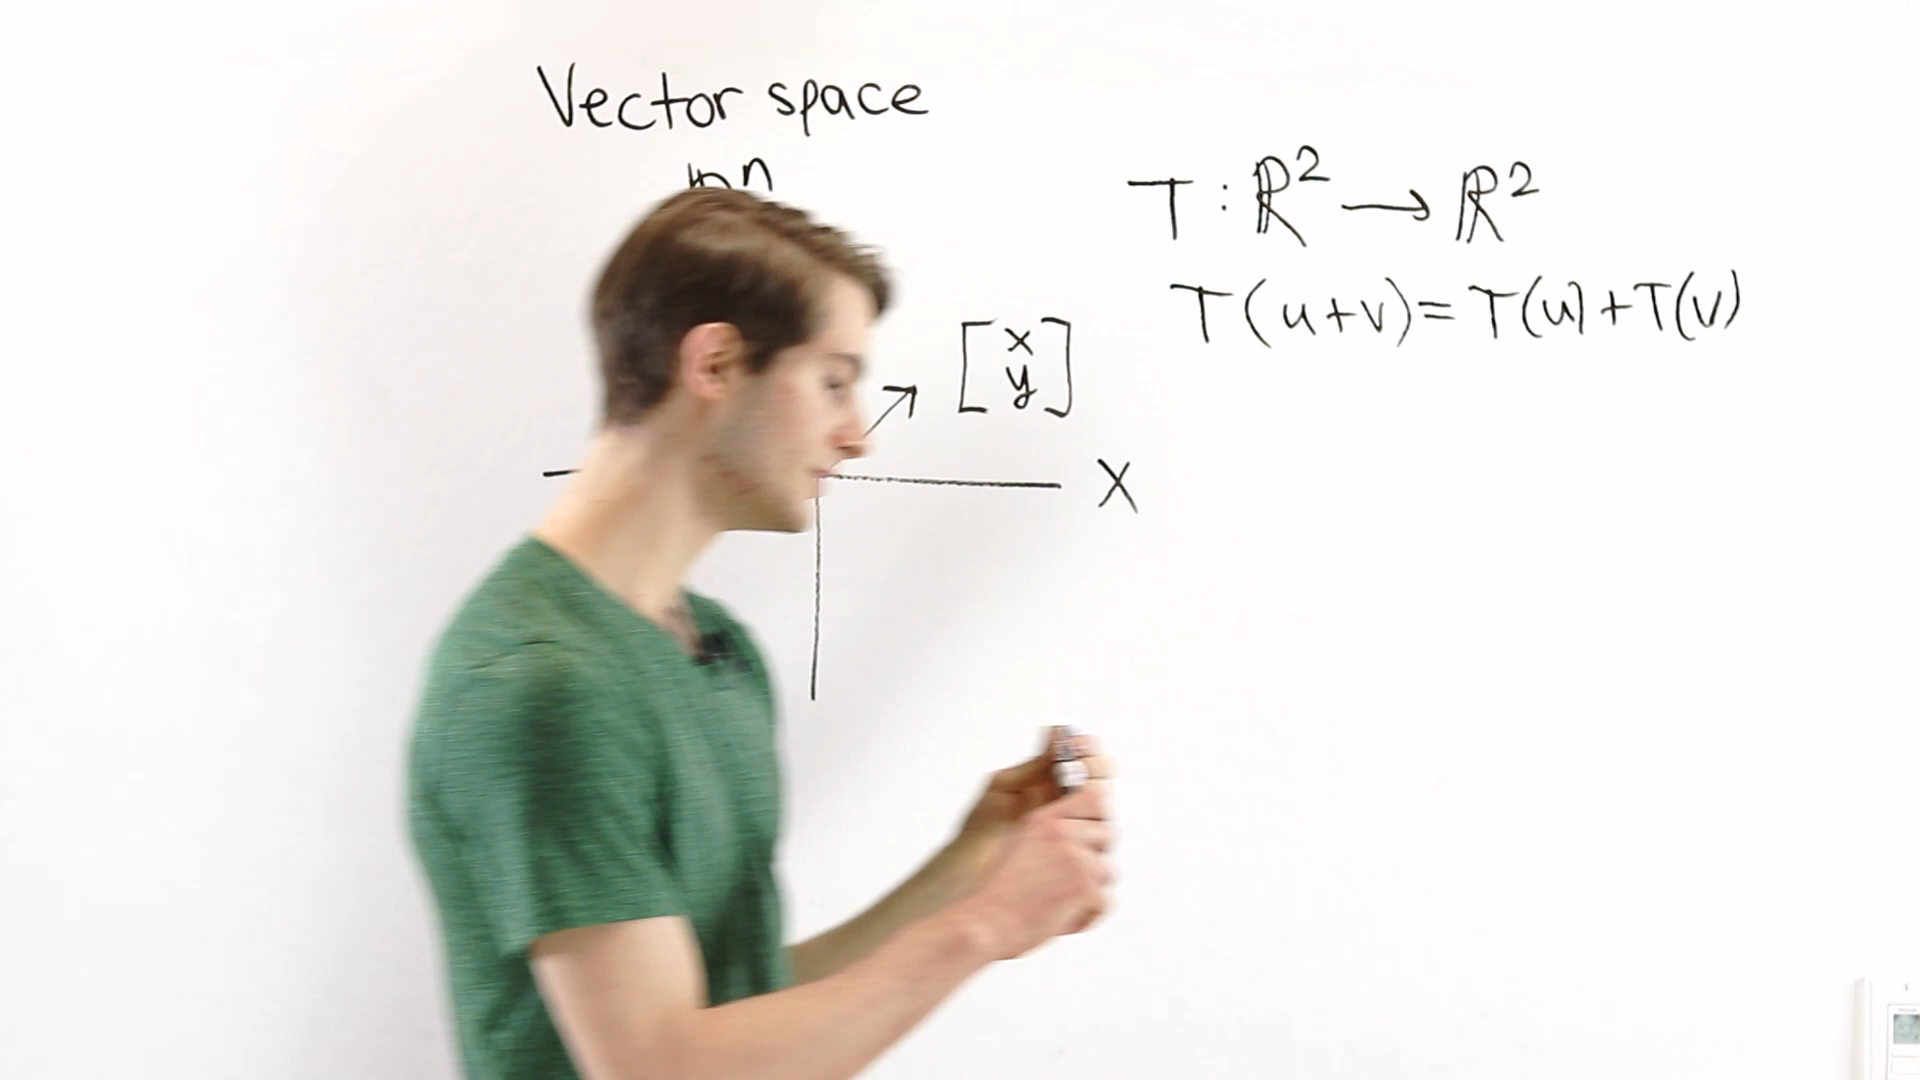 Vector space
T : ℝ² → ℝ²
T(u+v) = T(u) + T(v)
[x
y]
X